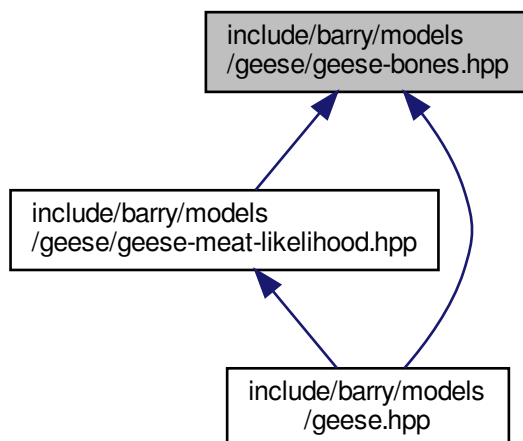 include/barry/models
/geese/geese-bones.hpp
include/barry/models
/geese/geese-meat-likelihood.hpp
include/barry/models
/geese.hpp